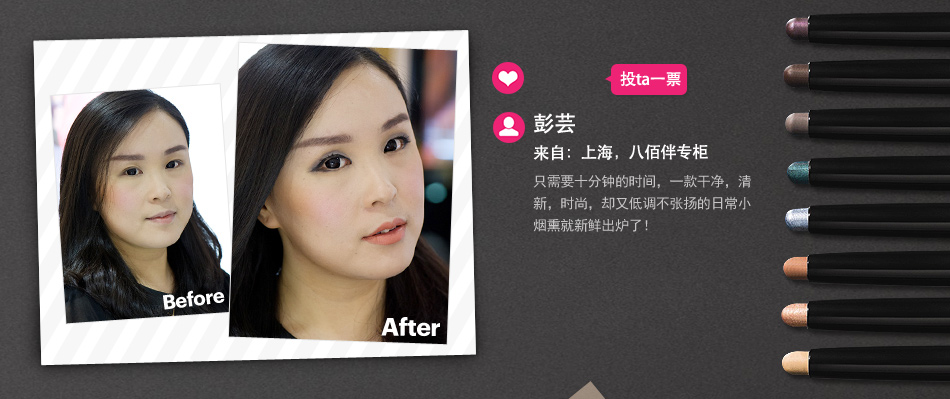 投ta一票
彭芸
来自：上海，八佰伴专柜
只需要十分钟的时间，一款干净，清
新，时尚，却又低调不张扬的日常小
烟熏就新鲜出炉了！
Before
After